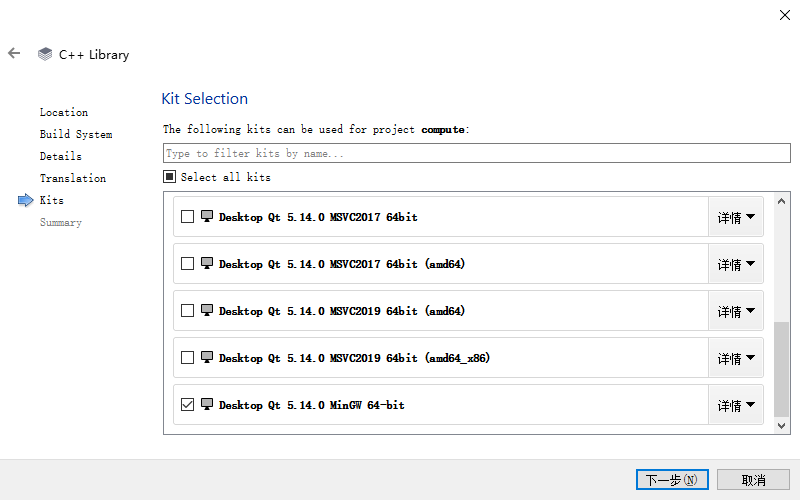 C++ Library
Location
Build System
Details
Translation
Kits
Summary
Kit Selection
The following kits can be used for project compute:
Type to filter kits by name...
Select all kits
Desktop Qt 5.14.0 MSVC2017 64bit 详情
Desktop Qt 5.14.0 MSVC2017 64bit (amd64) 详情
Desktop Qt 5.14.0 MSVC2019 64bit (amd64) 详情
Desktop Qt 5.14.0 MSVC2019 64bit (amd64_x86) 详情
Desktop Qt 5.14.0 MinGW 64-bit 详情
下一步(N) 取消